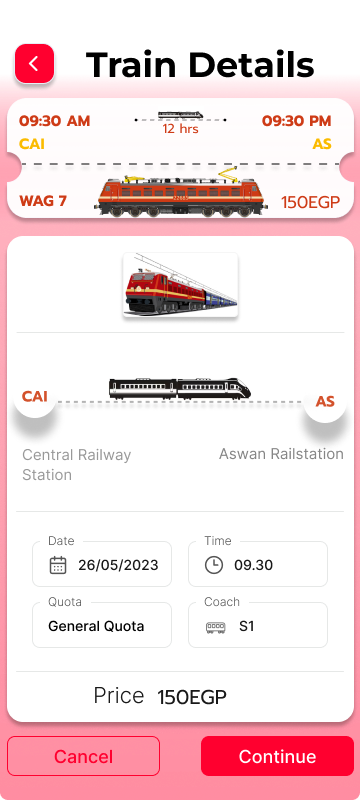 Train Details
09:30 AM
12 hrs
09:30 PM
CAI
AS
WAG 7
150EGP
CAI
AS
Central Railway
Station
Aswan Railstation
Date
26/05/2023
Time
09.30
Quota
General Quota
Coach
S1
Price 150EGP
Cancel
Continue